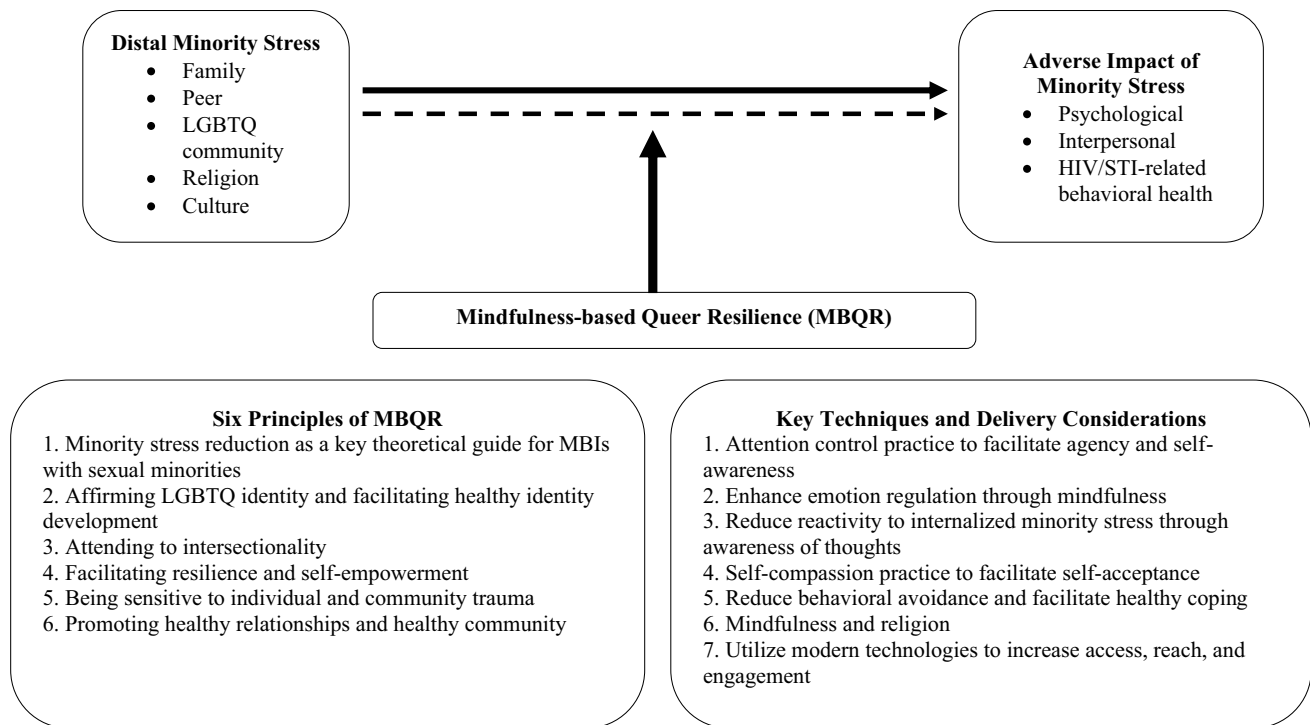 Distal Minority Stress
• Family
• Peer
• LGBTQ
community
• Religion
• Culture
Adverse Impact of
Minority Stress
• Psychological
• Interpersonal
• HIV/STI-related
behavioral health
Mindfulness-based Queer Resilience (MBQR)
Six Principles of MBQR
1. Minority stress reduction as a key theoretical guide for MBIs
with sexual minorities
2. Affirming LGBTQ identity and facilitating healthy identity
development
3. Attending to intersectionality
4. Facilitating resilience and self-empowerment
5. Being sensitive to individual and community trauma
6. Promoting healthy relationships and healthy community
Key Techniques and Delivery Considerations
1. Attention control practice to facilitate agency and self-
awareness
2. Enhance emotion regulation through mindfulness
3. Reduce reactivity to internalized minority stress through
awareness of thoughts
4. Self-compassion practice to facilitate self-acceptance
5. Reduce behavioral avoidance and facilitate healthy coping
6. Mindfulness and religion
7. Utilize modern technologies to increase access, reach, and
engagement